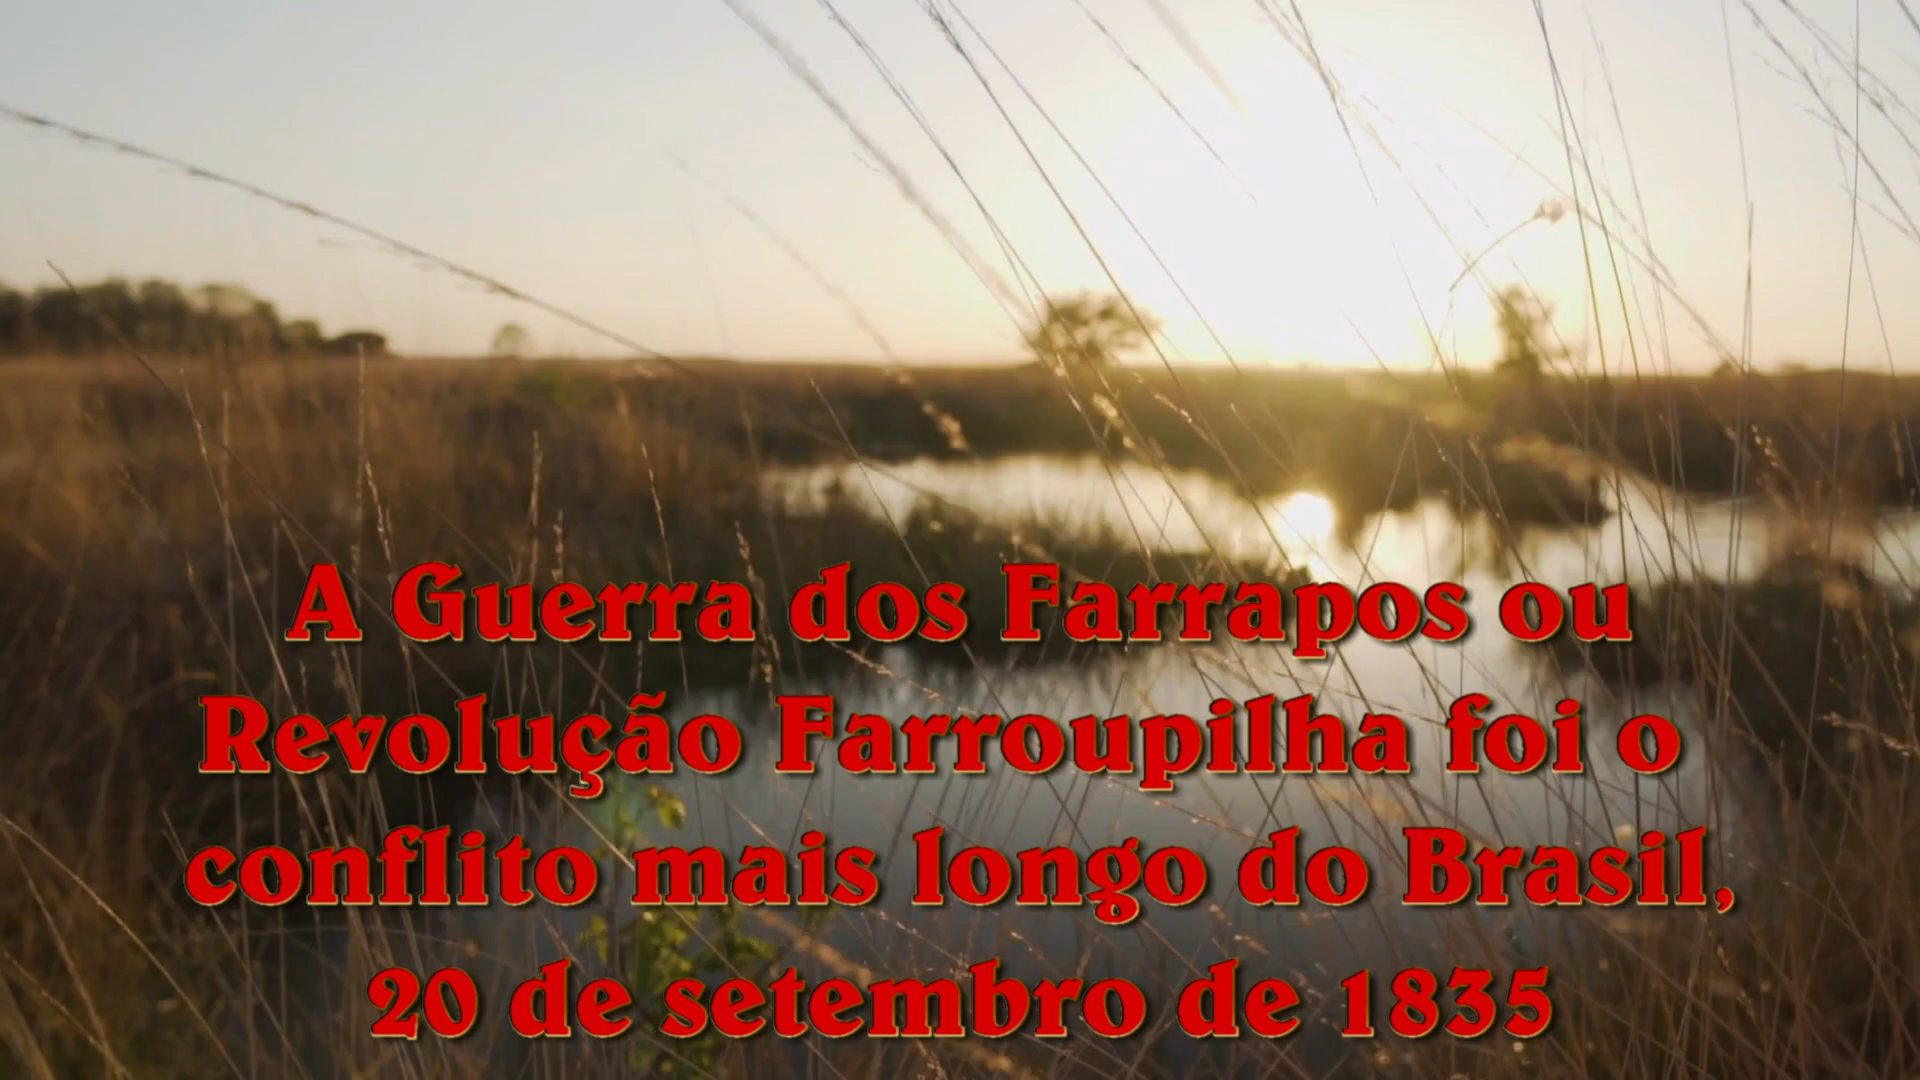 A Guerra dos Farrapos ou
Revolução Farroupilha foi o
conflito mais longo do Brasil,
20 de setembro de 1835